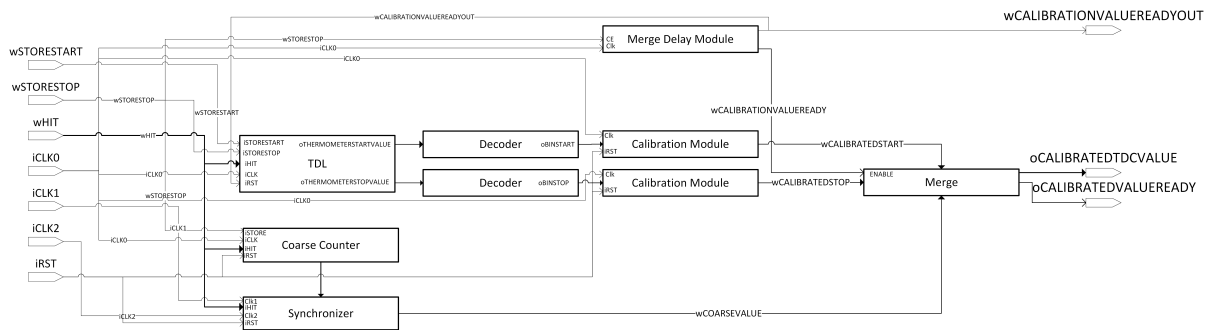 wCALIBRATIONVALUEREADYOUT
wCALIBRATIONVALUEREADYOUT
wSTORESTART
wSTORESTOP
CE
Clk
Merge Delay Module
iCLK0
iCLK0
wSTORESTOP
wSTORESTOP
wSTORESTART
wCALIBRATIONVALUEREADY
wHIT
wHIT
iSTORESTART
iSTORESTOP
iHIT
iCLK
iRST
TDL
oTHERMOMETERSTARTVALUE
oTHERMOMETERSTOPVALUE
Decoder
oBINSTART
Clk
iRST
Calibration Module
wCALIBRATEDSTART
iCLK0
iCLK0
Decoder
oBINSTOP
Clk
iRST
Calibration Module
wCALIBRATEDSTOP
ENABLE
Merge
oCALIBRATEDTDCVALUE
oCALIBRATEDVALUEREADY
iCLK1
wSTORESTOP
iCLK0
iCLK2
iCLK1
iCLK0
iSTORE
iCLK
iHIT
iRST
Coarse Counter
iRST
iCLK2
Clk1
iHIT
Clk2
iRST
Synchronizer
wCOARSEVALUE